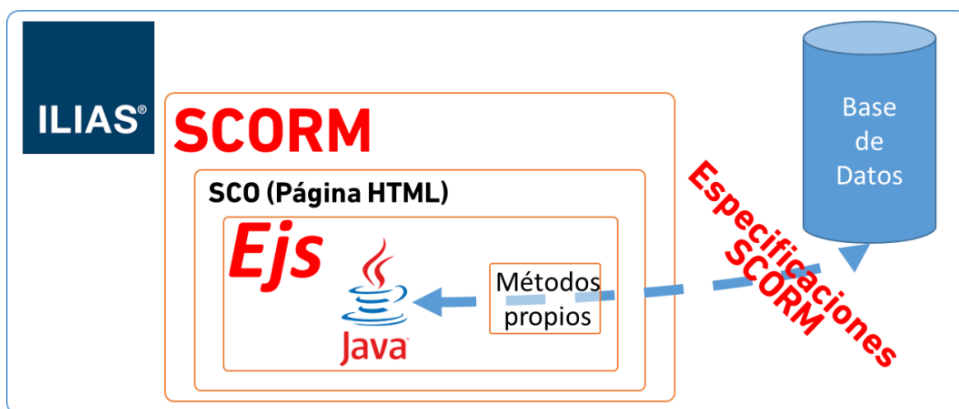 ILIAS®
SCORM
SCO (Página HTML)
Ejs
Java
Métodos
propios
Especificaciones
SCORM
Base
de
Datos